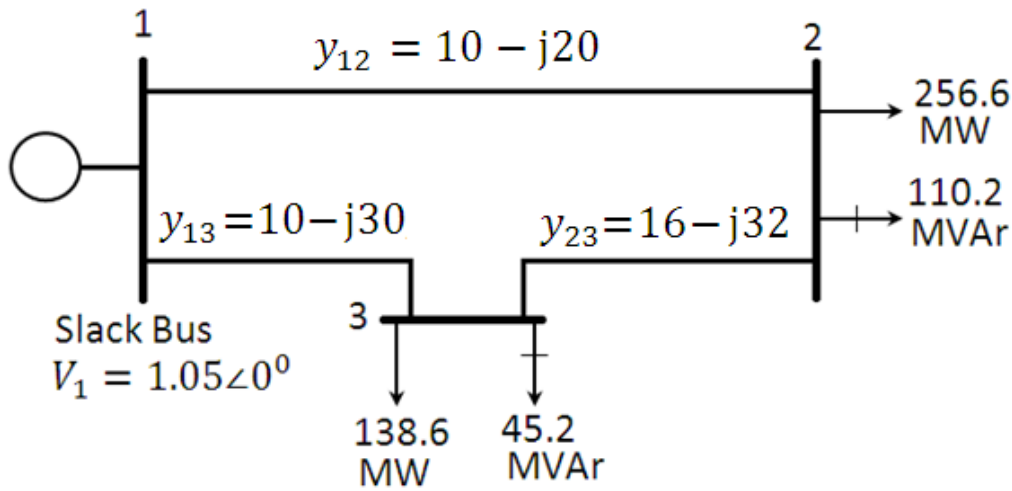 1
y₁₂ = 10 − j20
2
256.6
MW
110.2
MVAr
y₁₃=10−j30
y₂₃=16−j32
3
Slack Bus
V₁ = 1.05∠0⁰
138.6
MW
45.2
MVAr